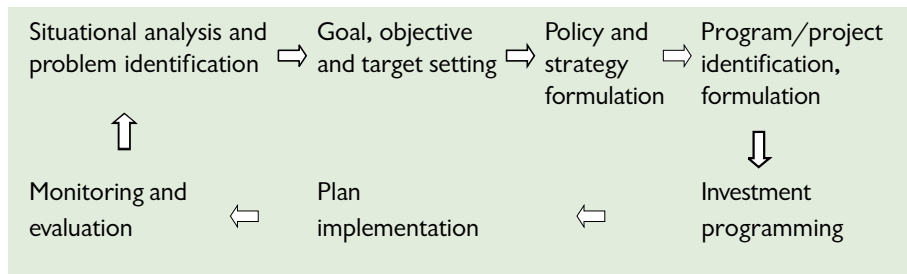 Situational analysis and
problem identification
Goal, objective
and target setting
Policy and
strategy
formulation
Program/project
identification,
formulation
Investment
programming
Plan
implementation
Monitoring and
evaluation